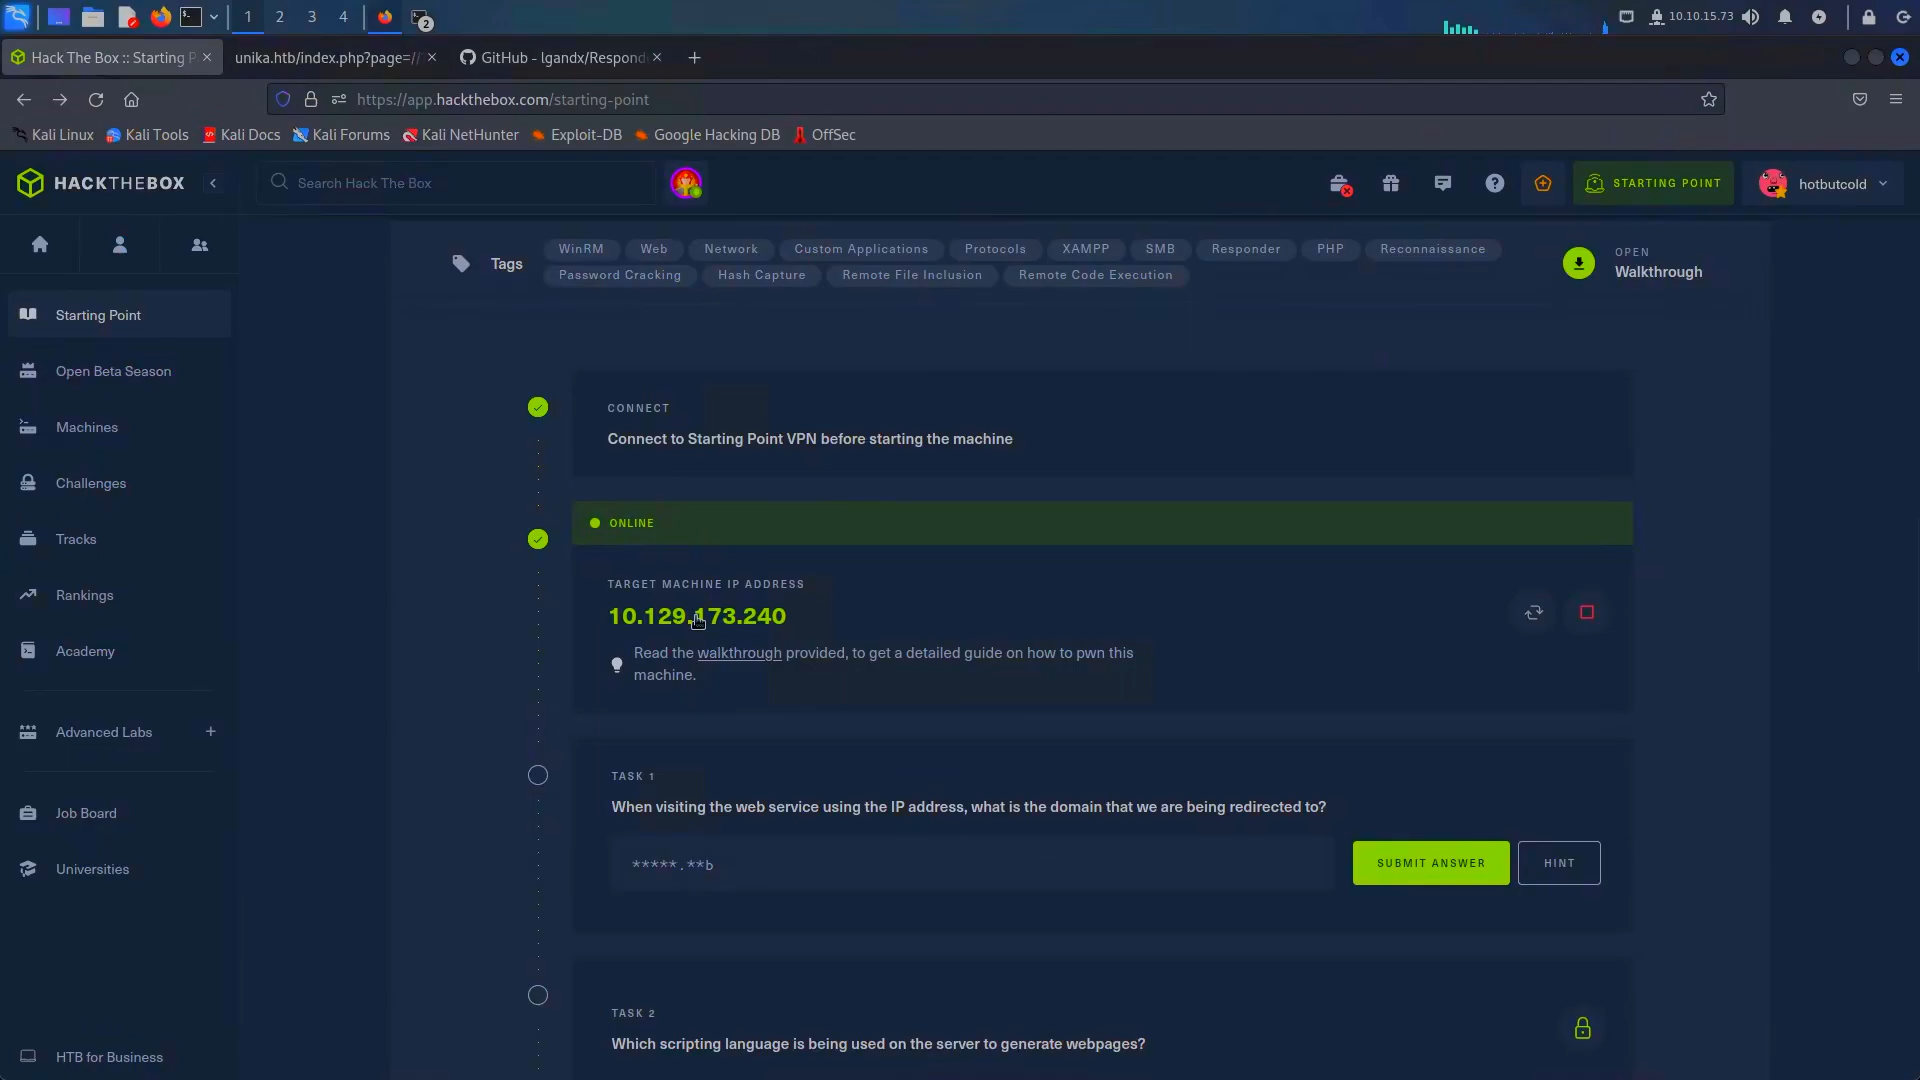 1 2 3 4 2 10.10.15.73
Hack The Box :: Starting P
unika.htb/index.php?page=//
GitHub - lgandx/Respond
https://app.hackthebox.com/starting-point
Kali Linux Kali Tools Kali Docs Kali Forums Kali NetHunter Exploit-DB Google Hacking DB OffSec
HACKTHEBOX
Search Hack The Box
STARTING POINT
hotbutcold
Starting Point
Open Beta Season
Machines
Challenges
Tracks
Rankings
Academy
Advanced Labs +
Job Board
Universities
HTB for Business
Tags
WinRM Web Network Custom Applications Protocols XAMPP SMB Responder PHP Reconnaissance
Password Cracking Hash Capture Remote File Inclusion Remote Code Execution
OPEN
Walkthrough
CONNECT
Connect to Starting Point VPN before starting the machine
ONLINE
TARGET MACHINE IP ADDRESS
10.129.173.240
Read the walkthrough provided, to get a detailed guide on how to pwn this
machine.
TASK 1
When visiting the web service using the IP address, what is the domain that we are being redirected to?
*****.**b
SUBMIT ANSWER
HINT
TASK 2
Which scripting language is being used on the server to generate webpages?